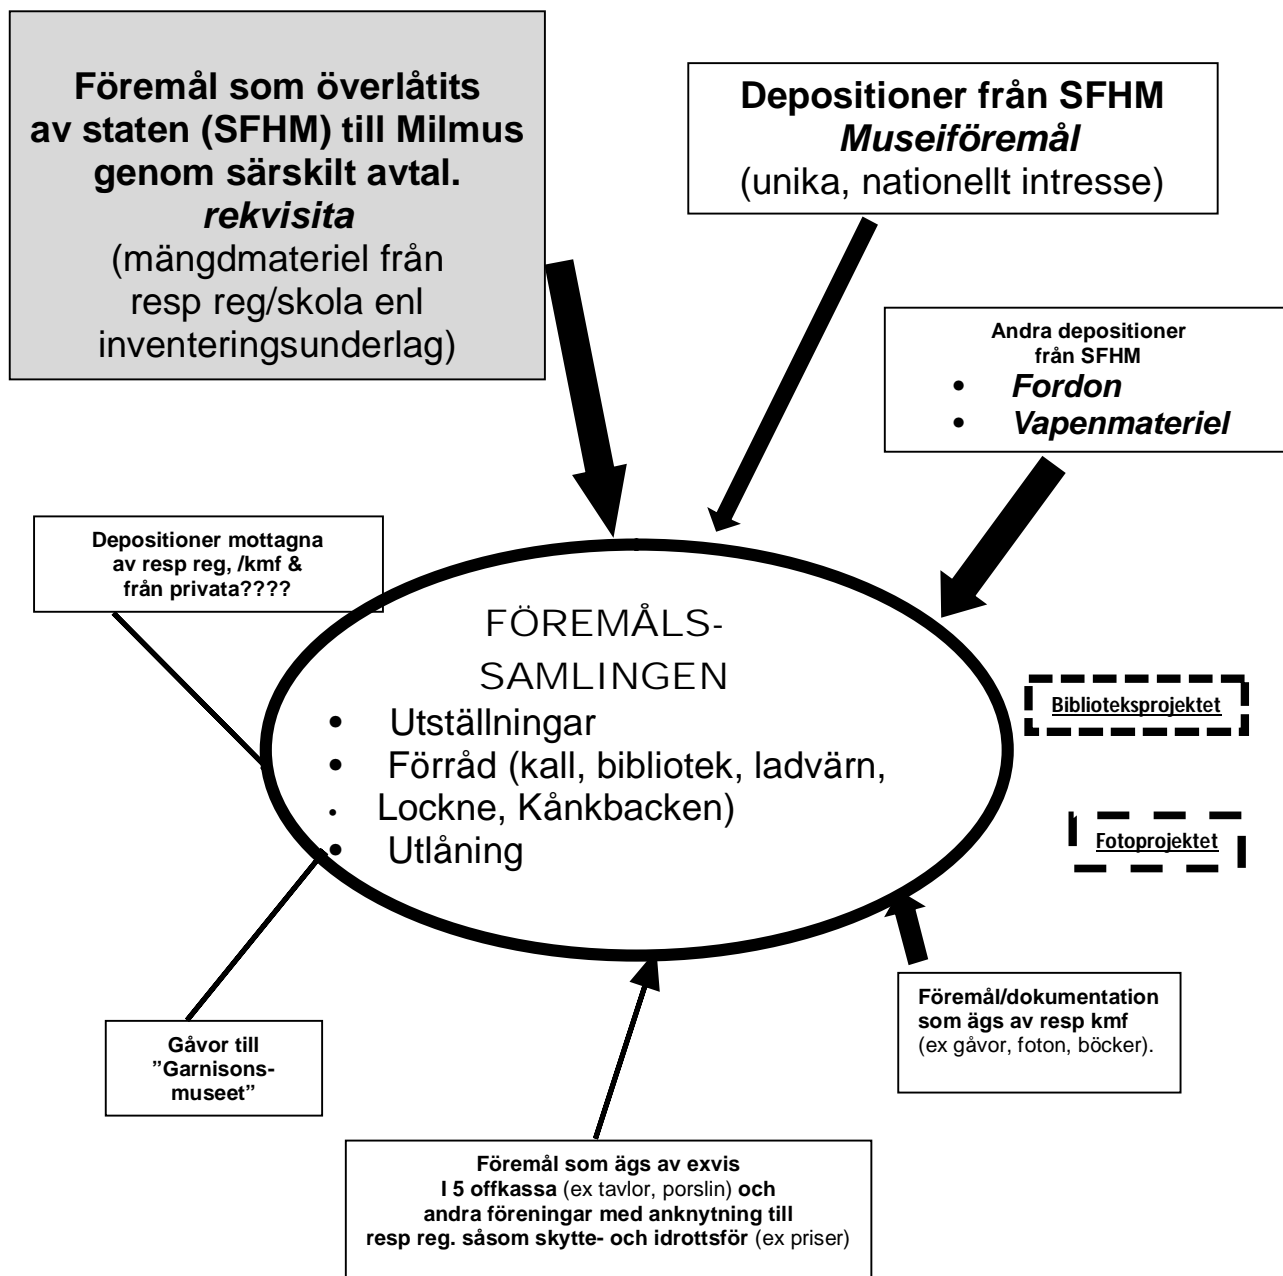 Föremål som överlåtits
av staten (SFHM) till Milmus
genom särskilt avtal.
rekvisita
(mängdmateriel från
resp reg/skola enl
inventeringsunderlag)
Depositioner från SFHM
Museiföremål
(unika, nationellt intresse)
Andra depositioner
från SFHM
• Fordon
• Vapenmateriel
Depositioner mottagna
av resp reg, /kmf &
från privata????
FÖREMÅLS-
SAMLINGEN
• Utställningar
• Förråd (kall, bibliotek, ladvärn,
• Lockne, Kånkbacken)
• Utlåning
Biblioteksprojektet
Fotoprojektet
Föremål/dokumentation
som ägs av resp kmf
(ex gåvor, foton, böcker).
Gåvor till
”Garnisons-
museet”
Föremål som ägs av exvis
I 5 offkassa (ex tavlor, porslin) och
andra föreningar med anknytning till
resp reg. såsom skytte- och idrottsför (ex priser)